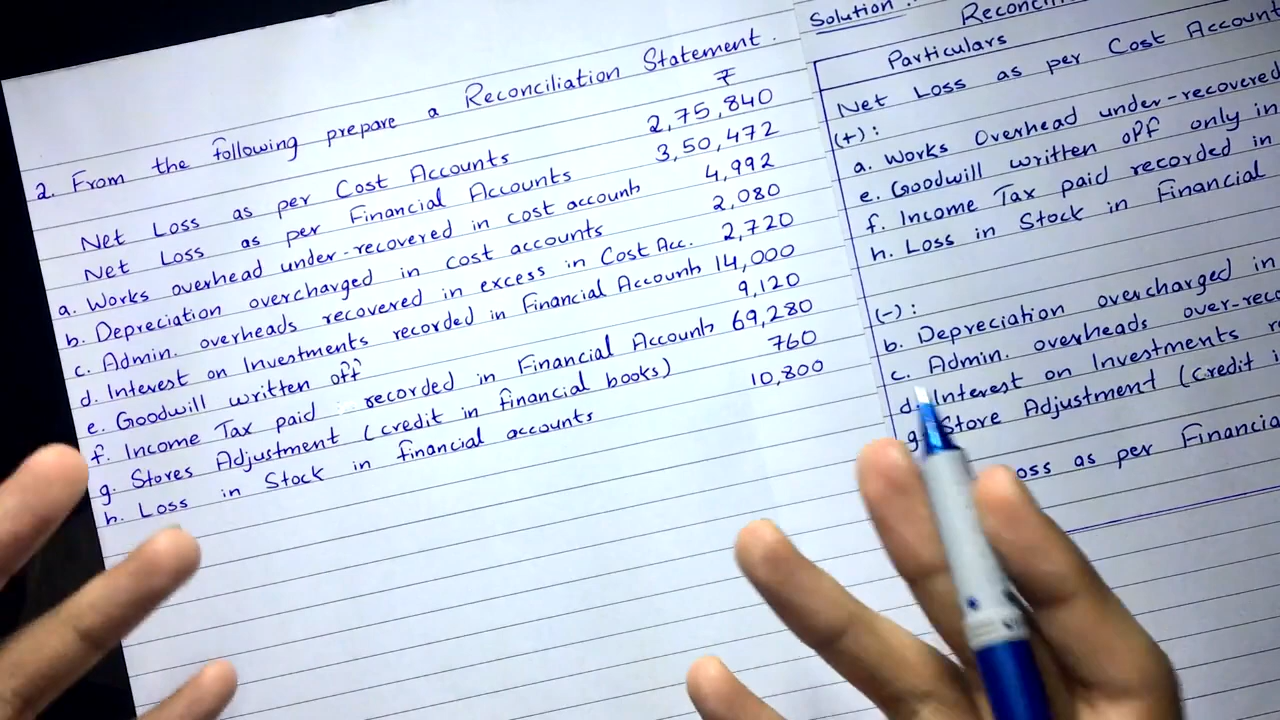 2. From the following prepare a Reconciliation Statement.
₹
Net Loss as per Cost Accounts 2,75,840
Net Loss as per Financial Accounts 3,50,472
a. Works overhead under-recovered in cost accounts 4,992
b. Depreciation overcharged in cost accounts 2,080
c. Admin. overheads recovered in excess in Cost Acc. 2,720
d. Interest on Investments recorded in Financial Accounts 14,000
e. Goodwill written off 9,120
f. Income Tax paid recorded in Financial Accounts 69,280
g. Stores Adjustment (credit in financial books) 760
h. Loss in Stock in financial accounts 10,800
Solution:
Particulars
Net Loss as per Cost Account
(+):
a. Works Overhead under-recovered
e. Goodwill written off only in
f. Income Tax paid recorded in
h. Loss in Stock in Financial
(-):
b. Depreciation overcharged in
c. Admin. overheads over-reco
d. Interest on Investments
g. Store Adjustment (credit
oss as per Financia